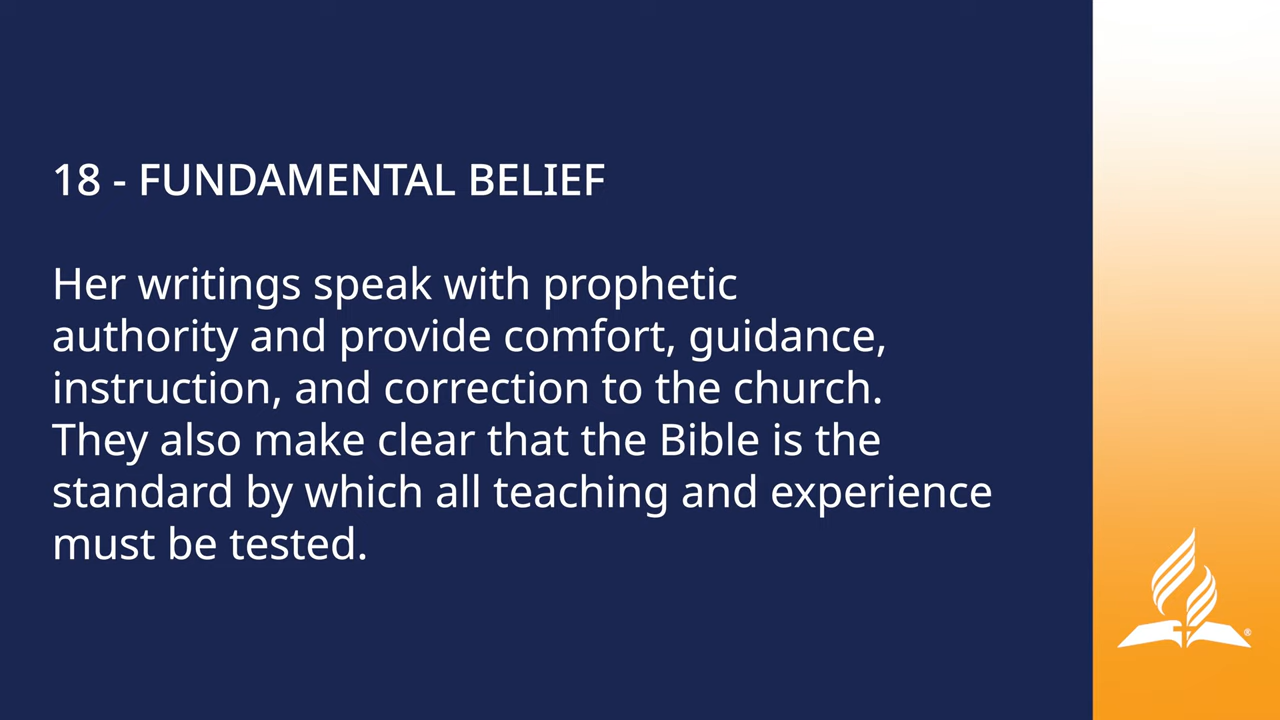 18 - FUNDAMENTAL BELIEF
Her writings speak with prophetic
authority and provide comfort, guidance,
instruction, and correction to the church.
They also make clear that the Bible is the
standard by which all teaching and experience
must be tested.
®